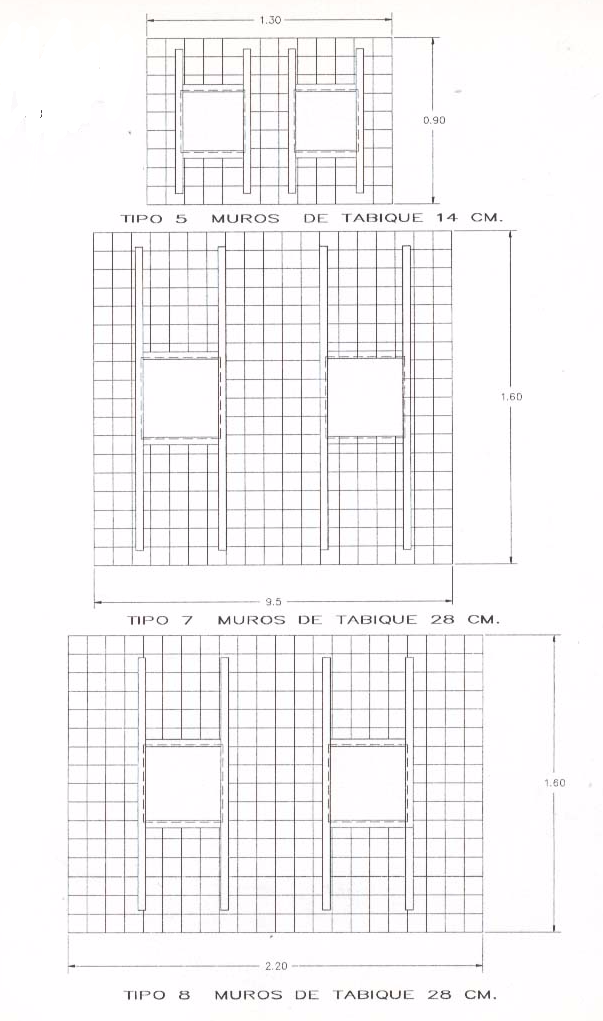 1.30
0.90
TIPO 5 MUROS DE TABIQUE 14 CM.
1.60
9.5
TIPO 7 MUROS DE TABIQUE 28 CM.
1.60
2.20
TIPO 8 MUROS DE TABIQUE 28 CM.